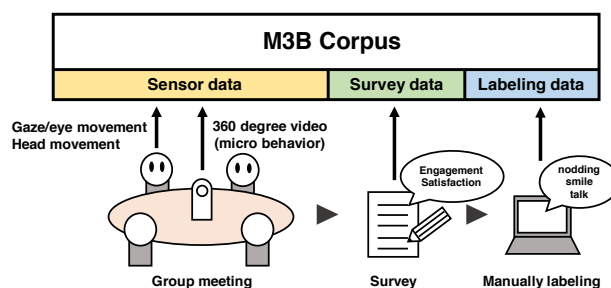 M3B Corpus
Sensor data
Survey data
Labeling data
Gaze/eye movement
Head movement
360 degree video
(micro behavior)
Engagement
Satisfaction
nodding
smile
talk
Group meeting
Survey
Manually labeling